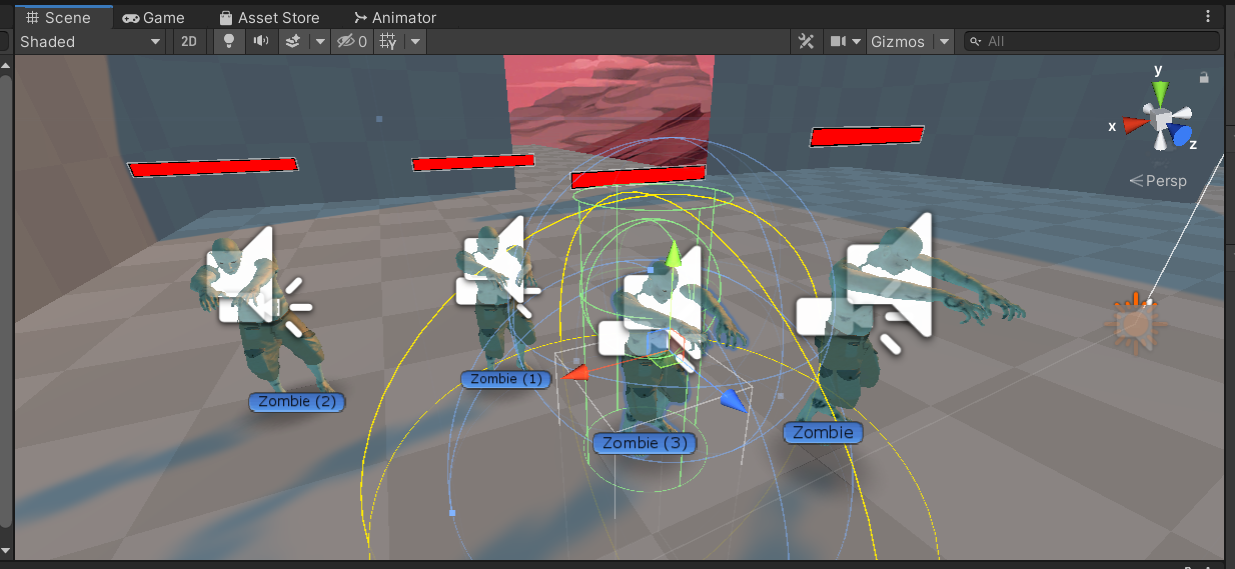 Scene Game Asset Store Animator
Shaded 2D 0 Gizmos All
y
x
z
Persp
Zombie (1)
Zombie (2)
Zombie
Zombie (3)